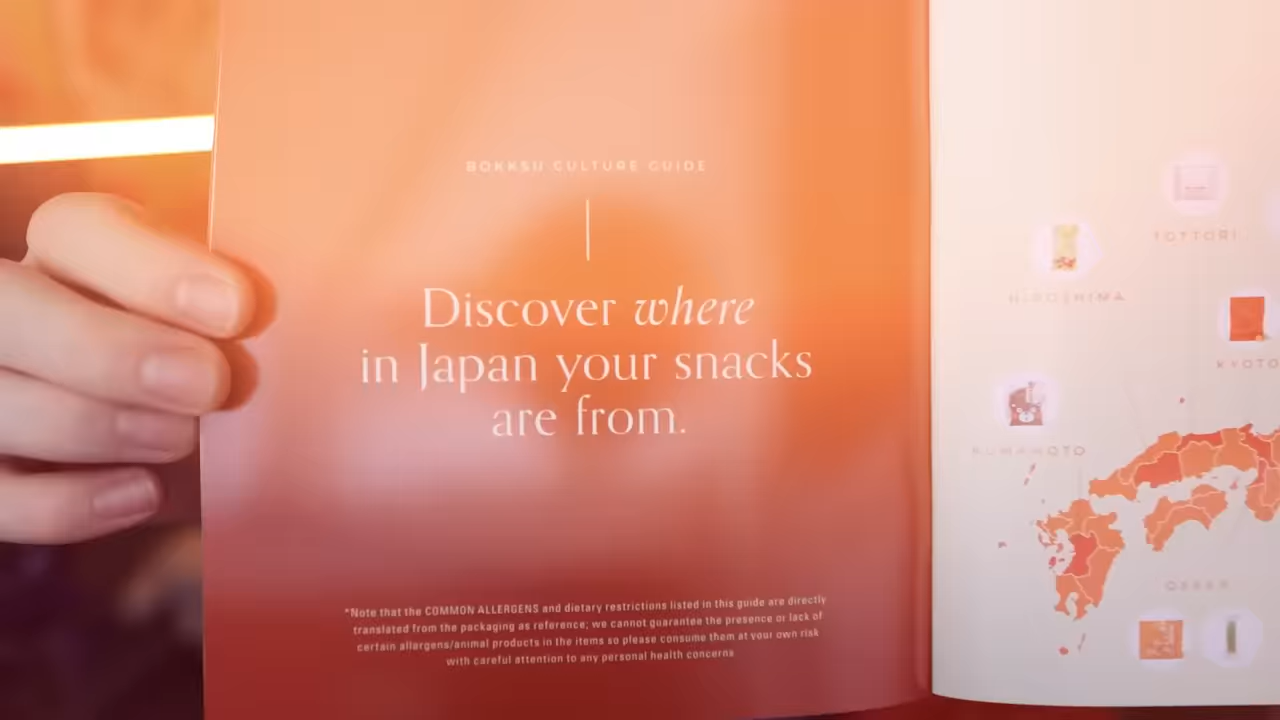 BOKKSU CULTURE GUIDE
Discover where
in Japan your snacks
are from.
*Note that the COMMON ALLERGENS and dietary restrictions listed in this guide are directly
translated from the packaging as reference; we cannot guarantee the presence or lack of
certain allergens/animal products in the items so please consume them at your own risk
with careful attention to any personal health concerns
TOTTORI
HIROSHIMA
KYOTO
KUMAMOTO
OSAKA